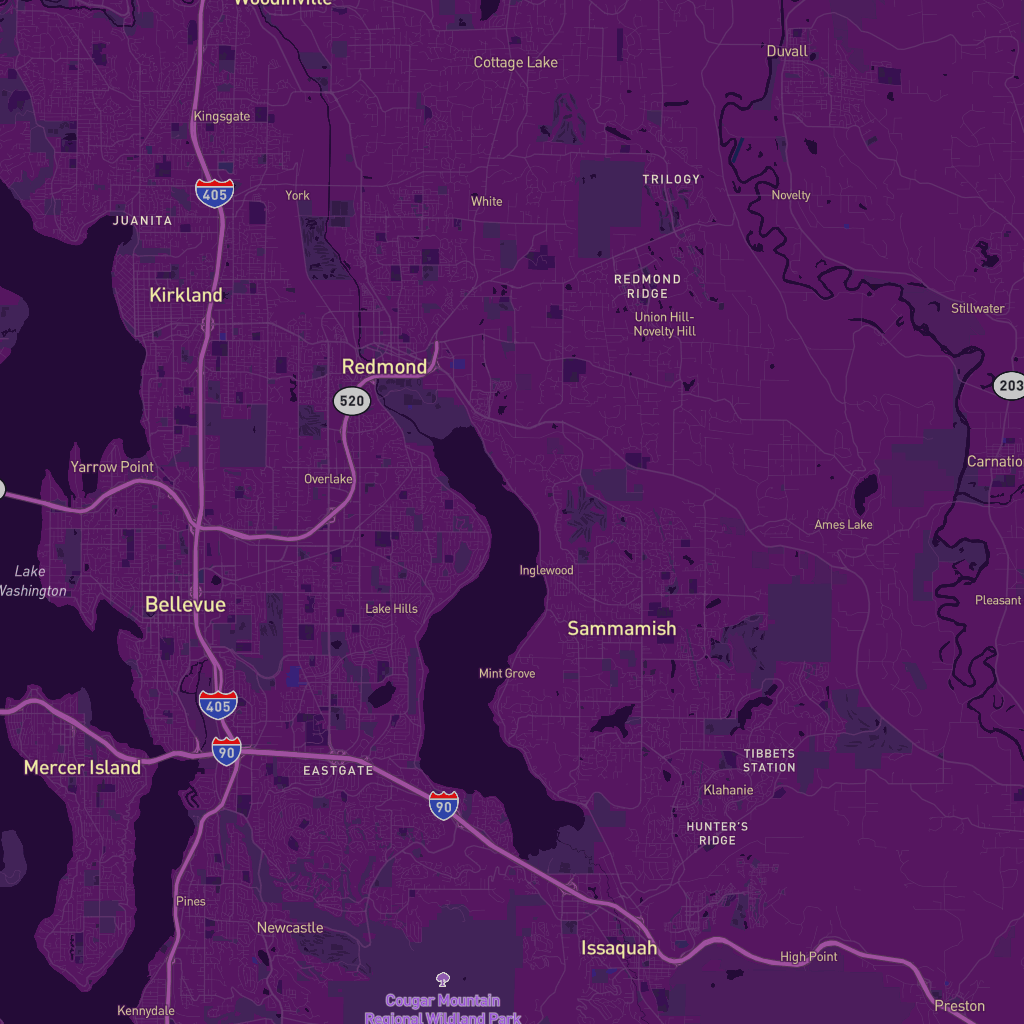 Woodinville
Cottage Lake
Duvall
Kingsgate
TRILOGY
405
York
White
Novelty
JUANITA
REDMOND
RIDGE
Kirkland
Union Hill-
Novelty Hill
Stillwater
Redmond
203
520
Yarrow Point
Carnation
Overlake
Ames Lake
Lake
Washington
Inglewood
Bellevue
Lake Hills
Pleasant
Sammamish
Mint Grove
405
90
TIBBETS
STATION
Mercer Island
EASTGATE
Klahanie
90
HUNTER'S
RIDGE
Pines
Newcastle
Issaquah
High Point
Cougar Mountain
Regional Wildland Park
Kennydale
Preston